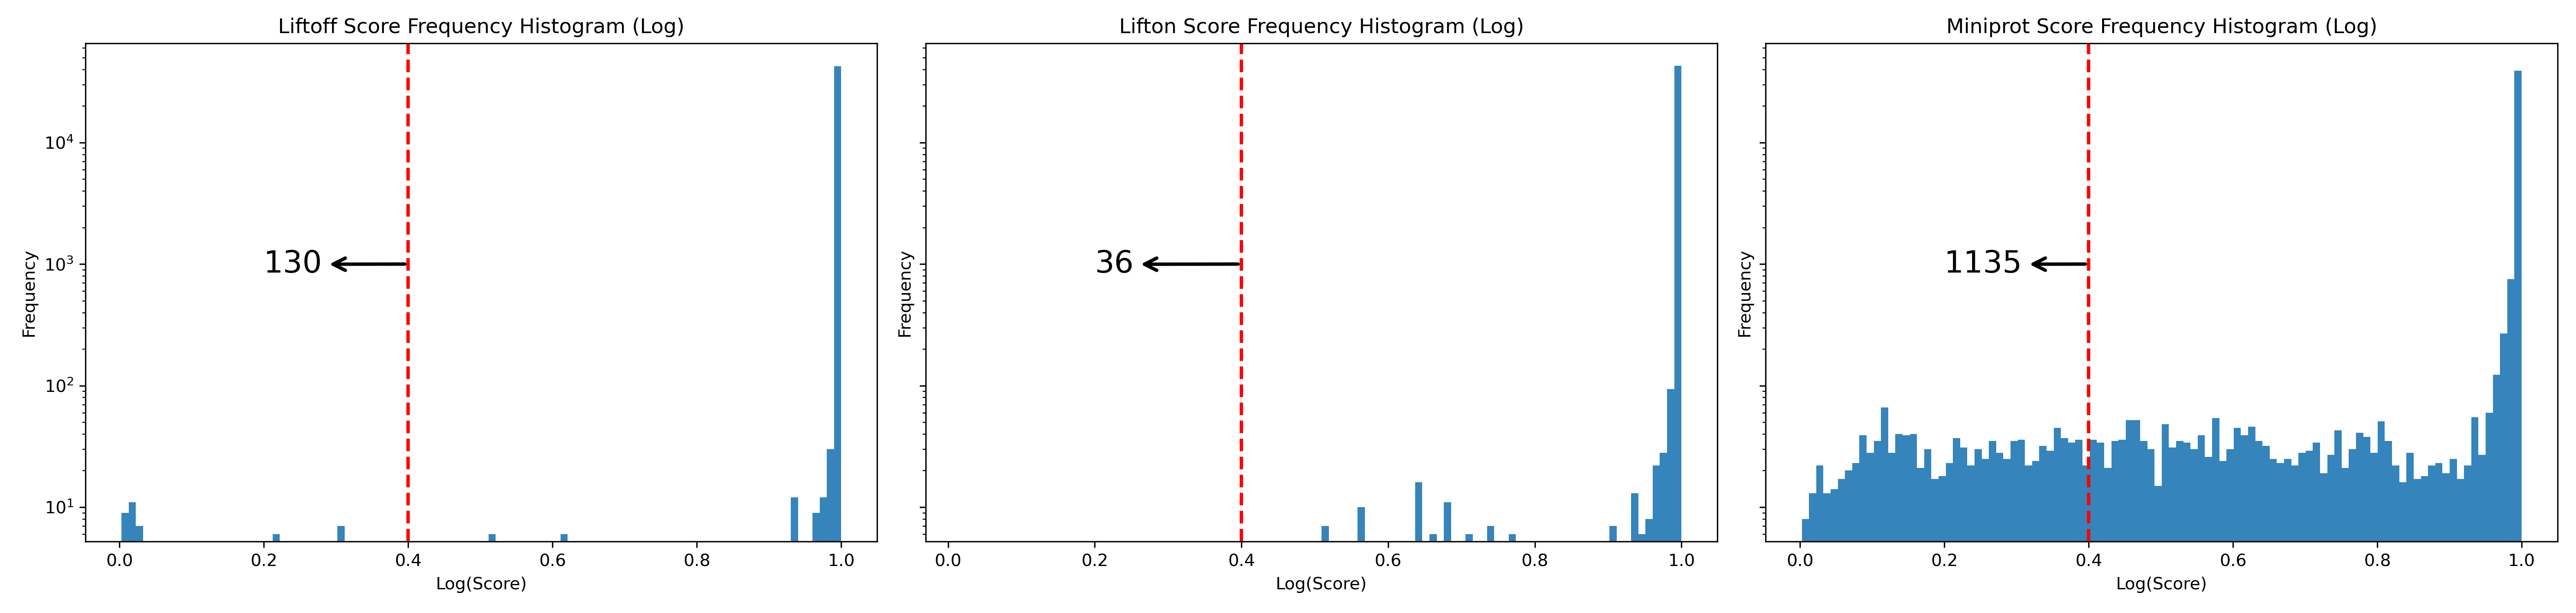 Liftoff Score Frequency Histogram (Log)
Frequency
10⁴
10³
10²
10¹
130
0.0 0.2 0.4 0.6 0.8 1.0
Log(Score)
Lifton Score Frequency Histogram (Log)
Frequency
36
0.0 0.2 0.4 0.6 0.8 1.0
Log(Score)
Miniprot Score Frequency Histogram (Log)
Frequency
1135
0.0 0.2 0.4 0.6 0.8 1.0
Log(Score)